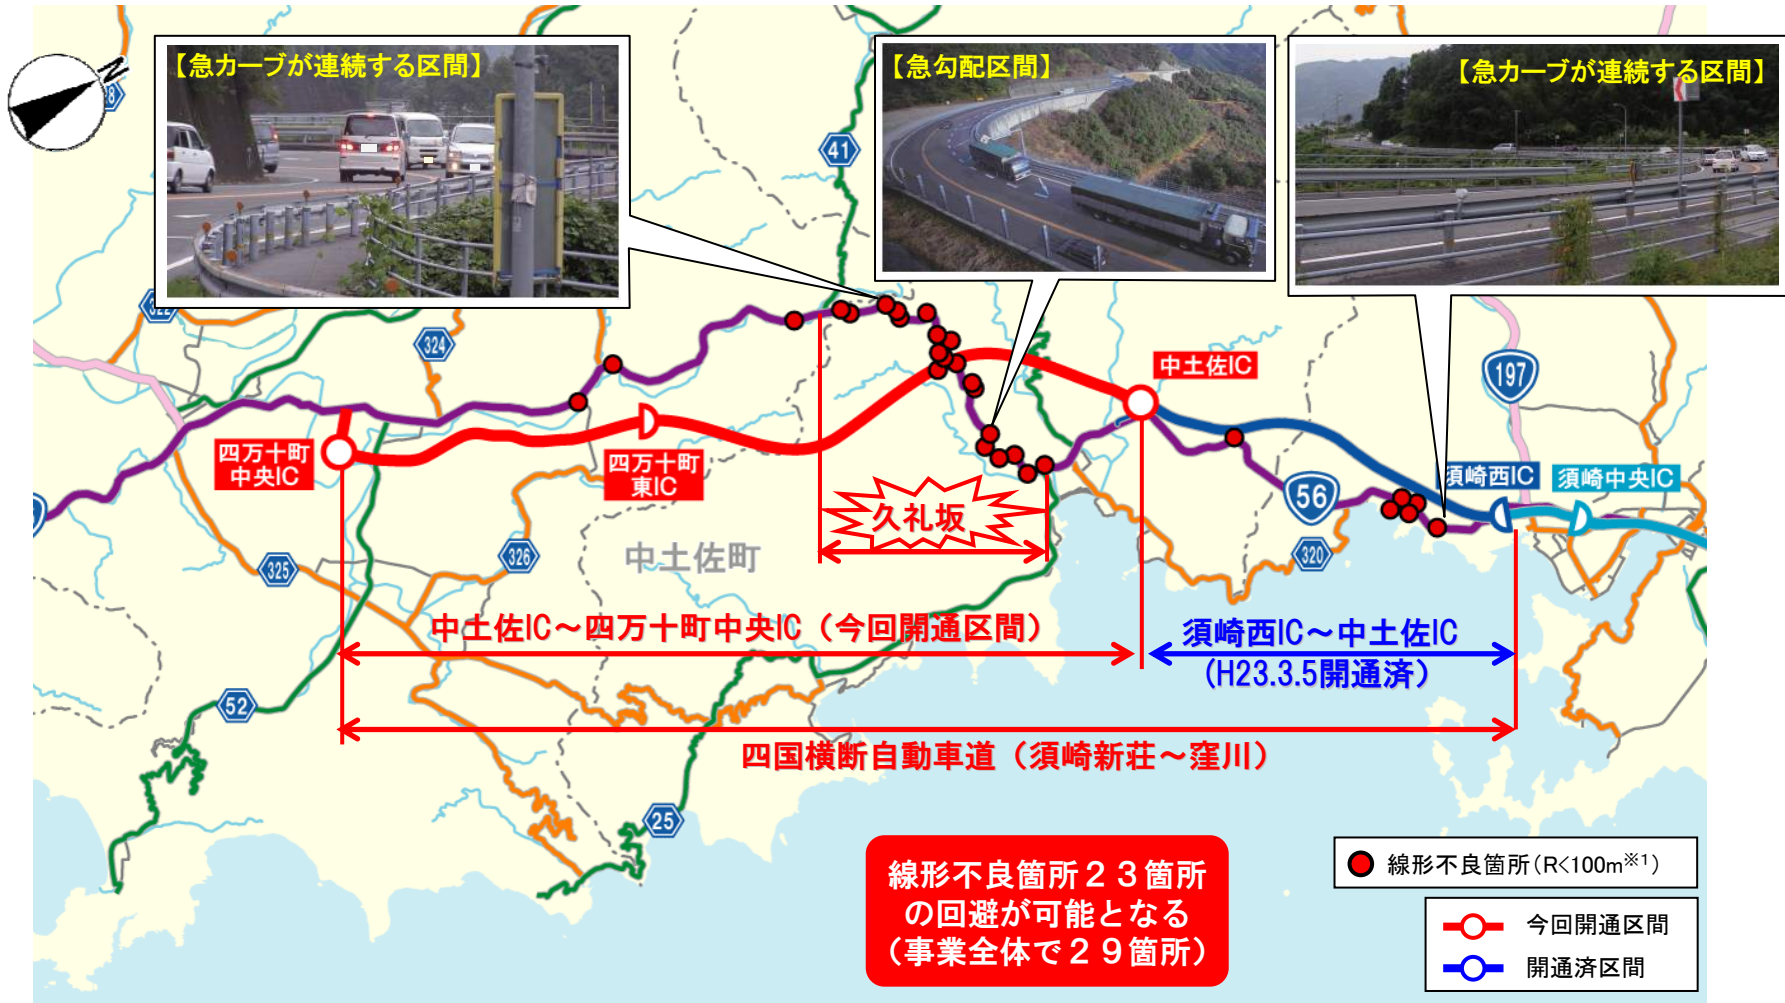 N
【急カーブが連続する区間】
【急勾配区間】
【急カーブが連続する区間】
41
322
324
中土佐IC
197
四万十町
中央IC
四万十町
東IC
須崎西IC
須崎中央IC
56
久礼坂
325
326
中土佐町
320
中土佐IC～四万十町中央IC（今回開通区間）
須崎西IC～中土佐IC
(H23.3.5開通済)
52
四国横断自動車道（須崎新荘～窪川）
25
線形不良箇所２３箇所
の回避が可能となる
（事業全体で２９箇所）
線形不良箇所(R<100m※1)
今回開通区間
開通済区間